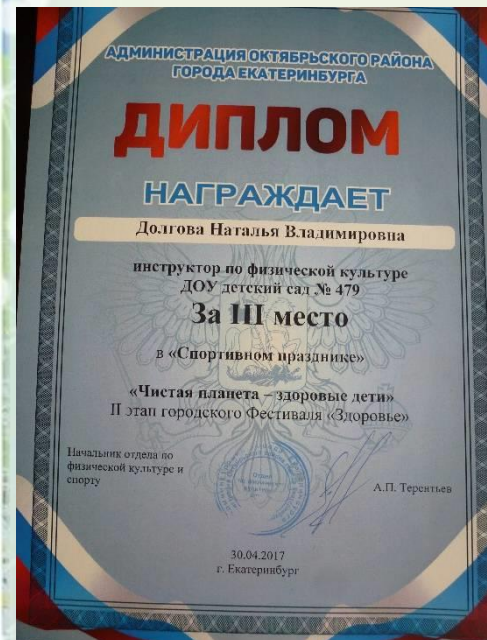 АДМИНИСТРАЦИЯ ОКТЯБРЬСКОГО РАЙОНА
ГОРОДА ЕКАТЕРИНБУРГА
ДИПЛОМ
НАГРАЖДАЕТ
Долгова Наталья Владимировна
инструктор по физической культуре
ДОУ детский сад № 479
За III место
в «Спортивном празднике»
«Чистая планета – здоровые дети»
II этап городского Фестиваля «Здоровье»
Начальник отдела по
физической культуре и
спорту
А.П. Терентьев
30.04.2017
г. Екатеринбург